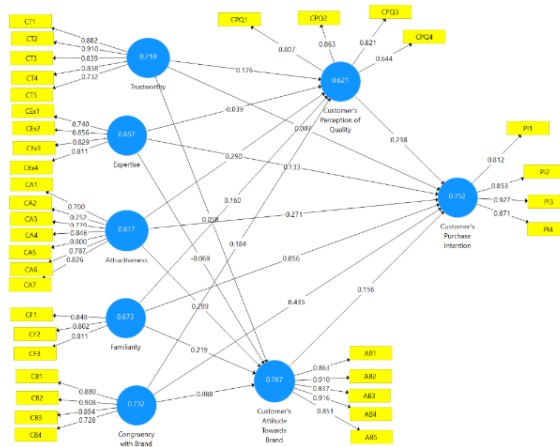 CT1
CT2
CT3
CT4
CT5
0.882
0.910
0.839
0.838
0.732
0.710
Trustworthy
CEx1
CEx2
CEx3
CEx4
0.740
0.856
0.829
0.811
0.657
Expertise
CA1
CA2
CA3
CA4
CA5
CA6
CA7
0.700
0.752
0.779
0.846
0.800
0.787
0.826
0.617
Attractiveness
CF1
CF2
CF3
0.848
0.802
0.811
0.673
Familiarity
CB1
CB2
CB3
CB4
0.880
0.908
0.894
0.728
0.732
Congruency
with Brand
0.176
-0.039
0.290
0.007
0.133
0.160
0.058
0.271
0.184
-0.069
0.056
0.299
0.219
0.435
0.088
0.238
0.156
CPQ1
CPQ2
CPQ3
CPQ4
0.807
0.863
0.821
0.644
0.621
Customer's
Perception of
Quality
PI1
PI2
PI3
PI4
0.812
0.853
0.927
0.871
0.752
Customer's
Purchase
Intention
AB1
AB2
AB3
AB4
AB5
0.863
0.910
0.837
0.916
0.851
0.767
Customer's
Attitude
Towards
Brand